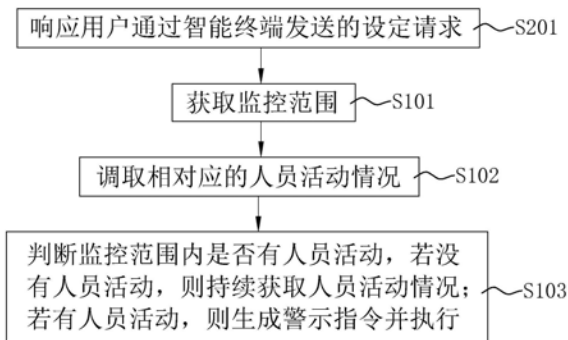 响应用户通过智能终端发送的设定请求 S201
获取监控范围 S101
调取相对应的人员活动情况 S102
判断监控范围内是否有人员活动，若没
有人员活动，则持续获取人员活动情况； S103
若有人员活动，则生成警示指令并执行